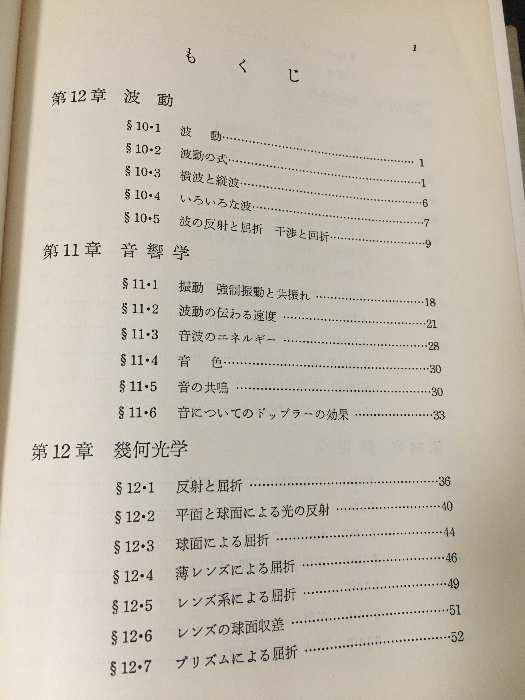 1
もくじ
第12章 波動
§10・1 波動 1
§10・2 波動の式 1
§10・3 横波と縦波 6
§10・4 いろいろな波 7
§10・5 波の反射と屈折 干渉と回折 9
第11章 音響学
§11・1 振動 強制振動と共振れ 18
§11・2 波動の伝わる速度 21
§11・3 音波のエネルギー 28
§11・4 音色 30
§11・5 音の共鳴 30
§11・6 音についてのドップラーの効果 33
第12章 幾何光学
§12・1 反射と屈折 36
§12・2 平面と球面による光の反射 40
§12・3 球面による屈折 44
§12・4 薄レンズによる屈折 46
§12・5 レンズ系による屈折 49
§12・6 レンズの球面収差 51
§12・7 プリズムによる屈折 52